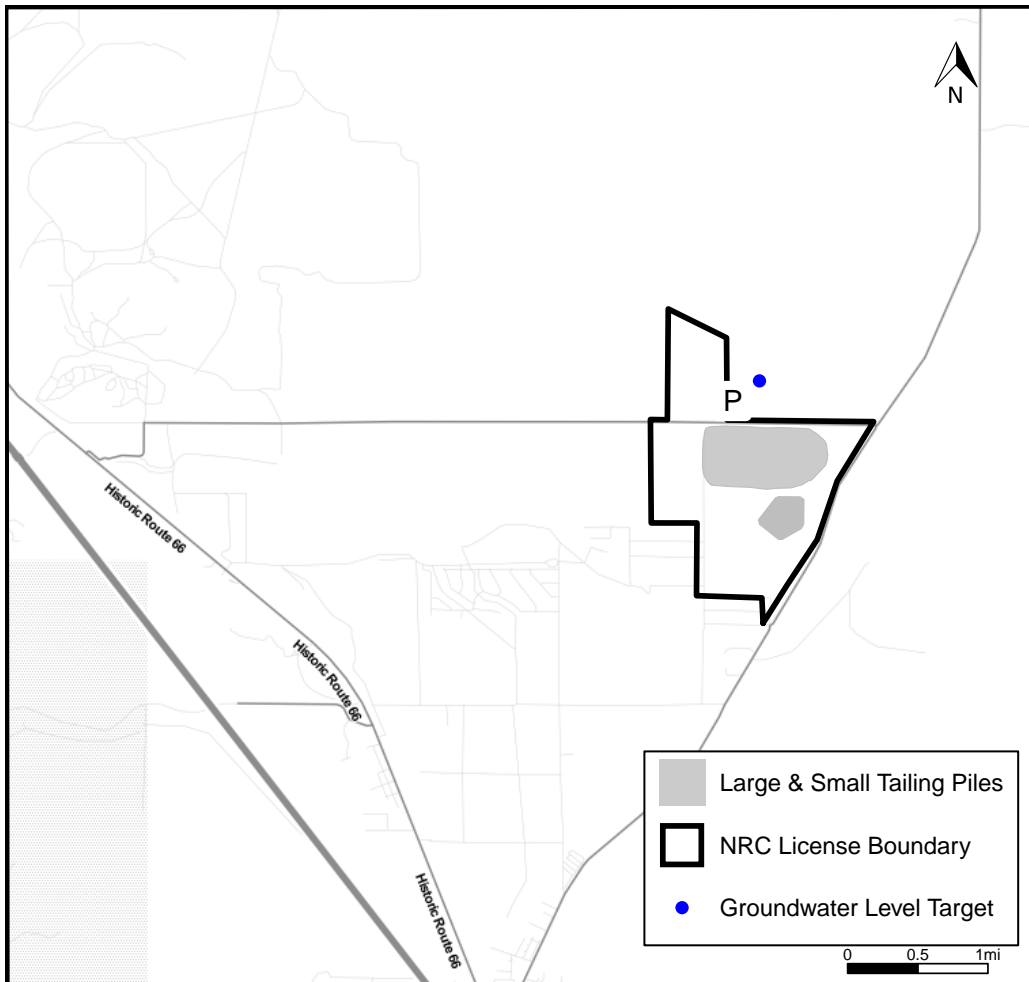 N
P
Historic Route 66
Historic Route 66
Historic Route 66
Large & Small Tailing Piles
NRC License Boundary
Groundwater Level Target
0 0.5 1mi